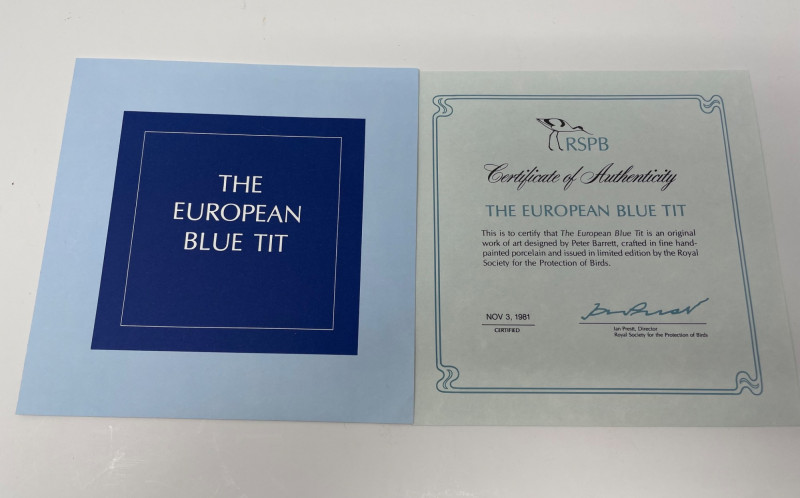 THE
EUROPEAN
BLUE TIT
RSPB
Certificate of Authenticity
THE EUROPEAN BLUE TIT
This is to certify that The European Blue Tit is an original
work of art designed by Peter Barrett, crafted in fine hand-
painted porcelain and issued in limited edition by the Royal
Society for the Protection of Birds.
NOV 3, 1981
CERTIFIED
Ian Prestt, Director
Royal Society for the Protection of Birds